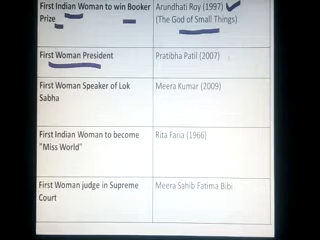 First Indian Woman to win Booker
Prize
Arundhati Roy (1997)
(The God of Small Things)
First Woman President
Pratibha Patil (2007)
First Woman Speaker of Lok
Sabha
Meera Kumar (2009)
First Indian Woman to become
"Miss World"
Rita Faria (1966)
First Woman judge in Supreme
Court
Meera Sahib Fatima Bibi